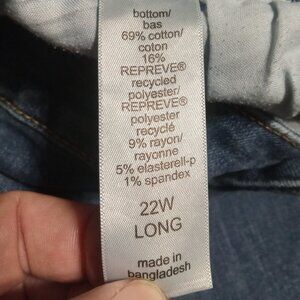 bottom/
bas
69% cotton/
coton
16%
REPREVE®
recycled
polyester/
REPREVE®
polyester
recyclé
9% rayon/
rayonne
5% elasterell-p
1% spandex
22W
LONG
made in
bangladesh